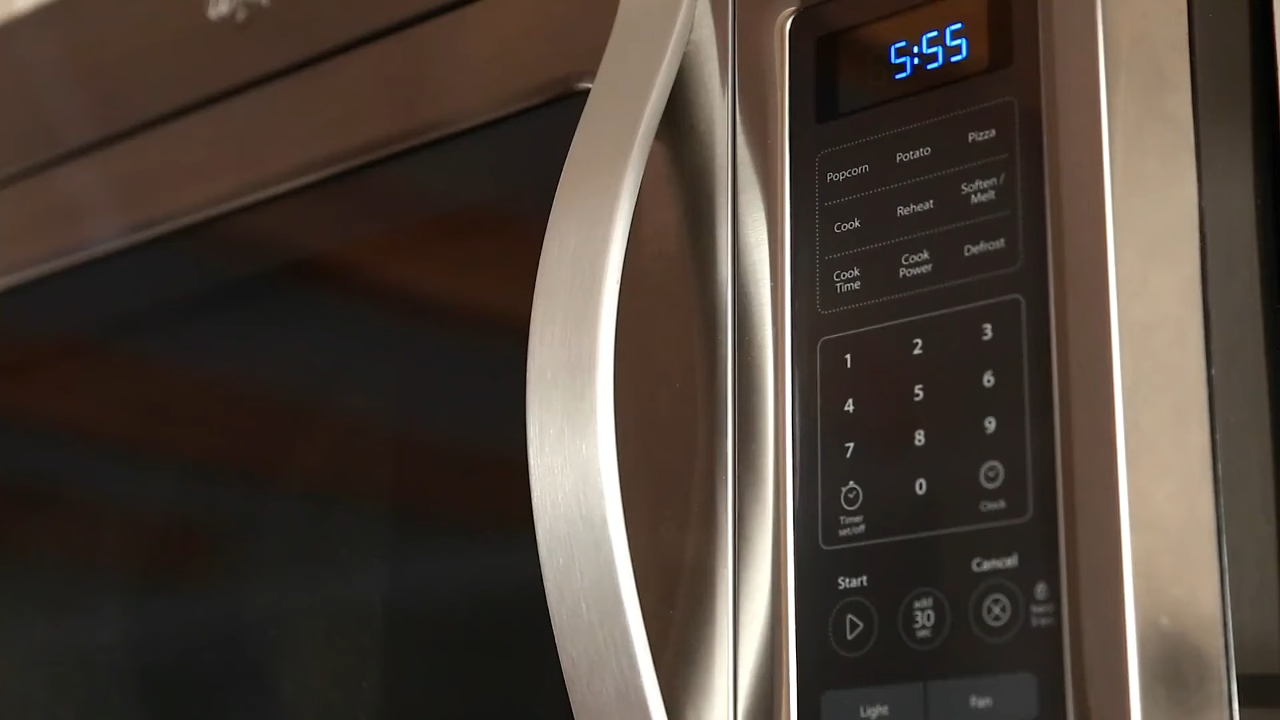 5:55
Popcorn Potato Pizza
Cook Reheat Soften /
Melt
Cook
Time Cook
Power Defrost
1 2 3
4 5 6
7 8 9
0
Timer
set/off Clock
Start Cancel
add
30
sec
Light Fan